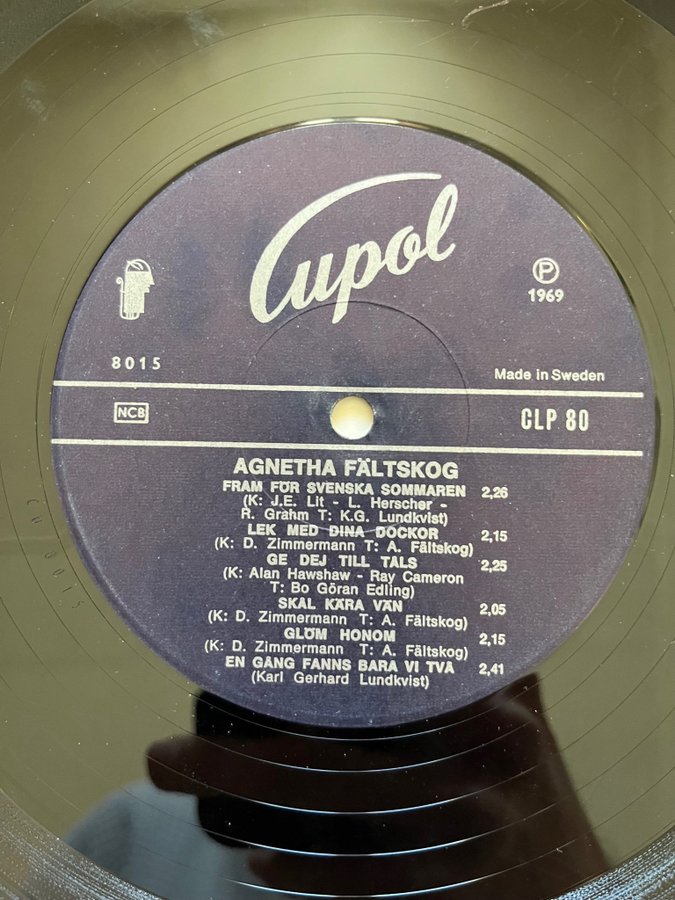 Cupol
P
1969
8015
Made in Sweden
NCB
CLP 80
AGNETHA FÄLTSKOG
FRAM FÖR SVENSKA SOMMAREN 2,26
(K: J.E. Lit - L. Herscher -
R. Grahm T: K.G. Lundkvist)
LEK MED DINA DOCKOR 2,15
(K: D. Zimmermann T: A. Fältskog)
GE DEJ TILL TÅLS 2,25
(K: Alan Hawshaw - Ray Cameron
T: Bo Göran Edling)
SKÅL KÄRA VÄN 2,05
(K: D. Zimmermann T: A. Fältskog)
GLÖM HONOM 2,15
(K: D. Zimmermann T: A. Fältskog)
EN GÅNG FANNS BARA VI TVÅ 2,41
(Karl Gerhard Lundkvist)